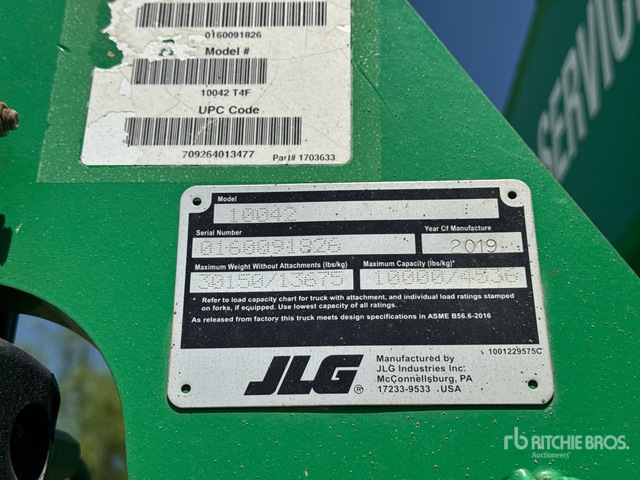 0160091826
Model #
10042 T4F
UPC Code
709264013477
Part# 1703633
SERVIC
Model
10042
Serial Number
0160091826
Year Of Manufacture
2019
Maximum Weight Without Attachments (lbs/kg)
30150/13675
Maximum Capacity (lbs/kg)*
10000/4536
* Refer to load capacity chart for truck with attachment, and individual load ratings stamped
on forks, if equipped. Use lowest capacity of all ratings.
As released from factory this truck meets design specifications in ASME B56.6-2016
JLG®
Manufactured by
JLG Industries Inc.
McConnellsburg, PA
17233-9533 USA
1001229575C
rb RITCHIE BROS.
Auctioneers